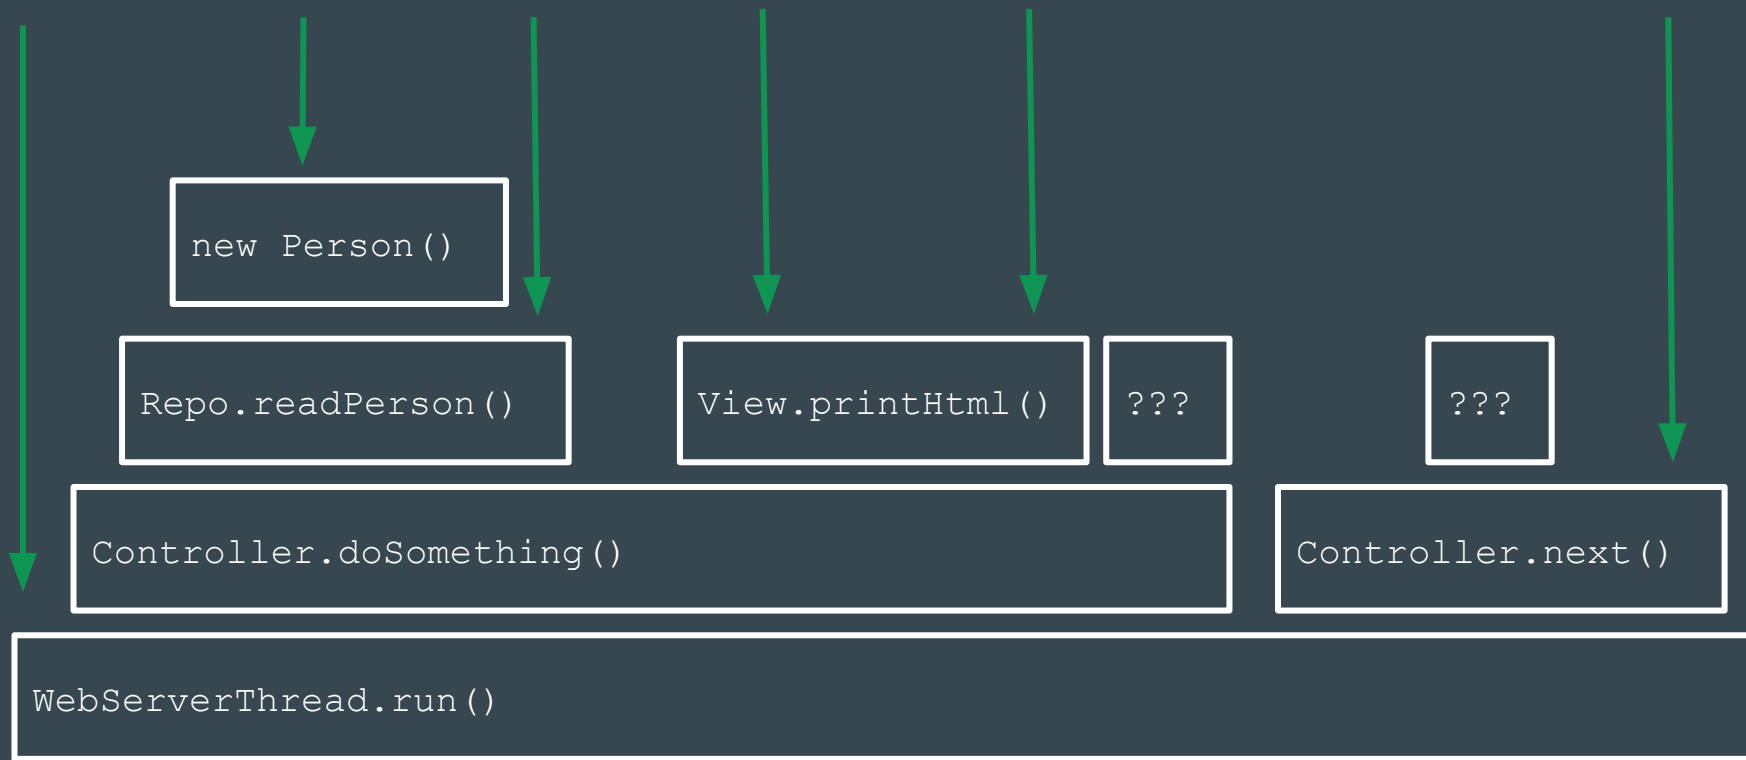 new Person()
Repo.readPerson()
View.printHtml()
???
???
Controller.doSomething()
Controller.next()
WebServerThread.run()